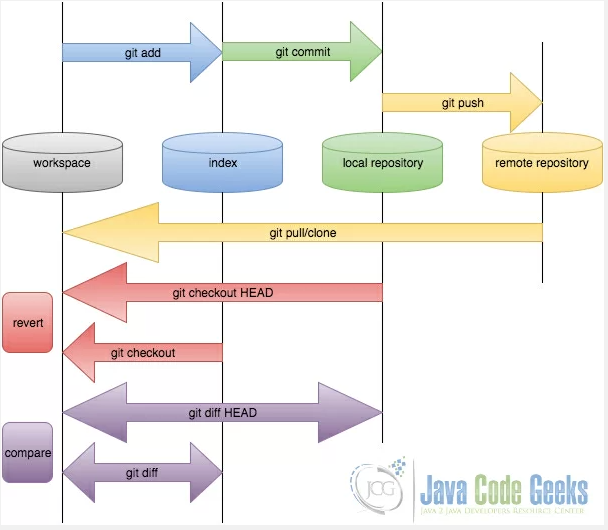 git add
git commit
git push
workspace
index
local repository
remote repository
git pull/clone
git checkout HEAD
revert
git checkout
git diff HEAD
compare
git diff
JCG
Java Code Geeks
JAVA 2 JAVA DEVELOPERS RESOURCE CENTER